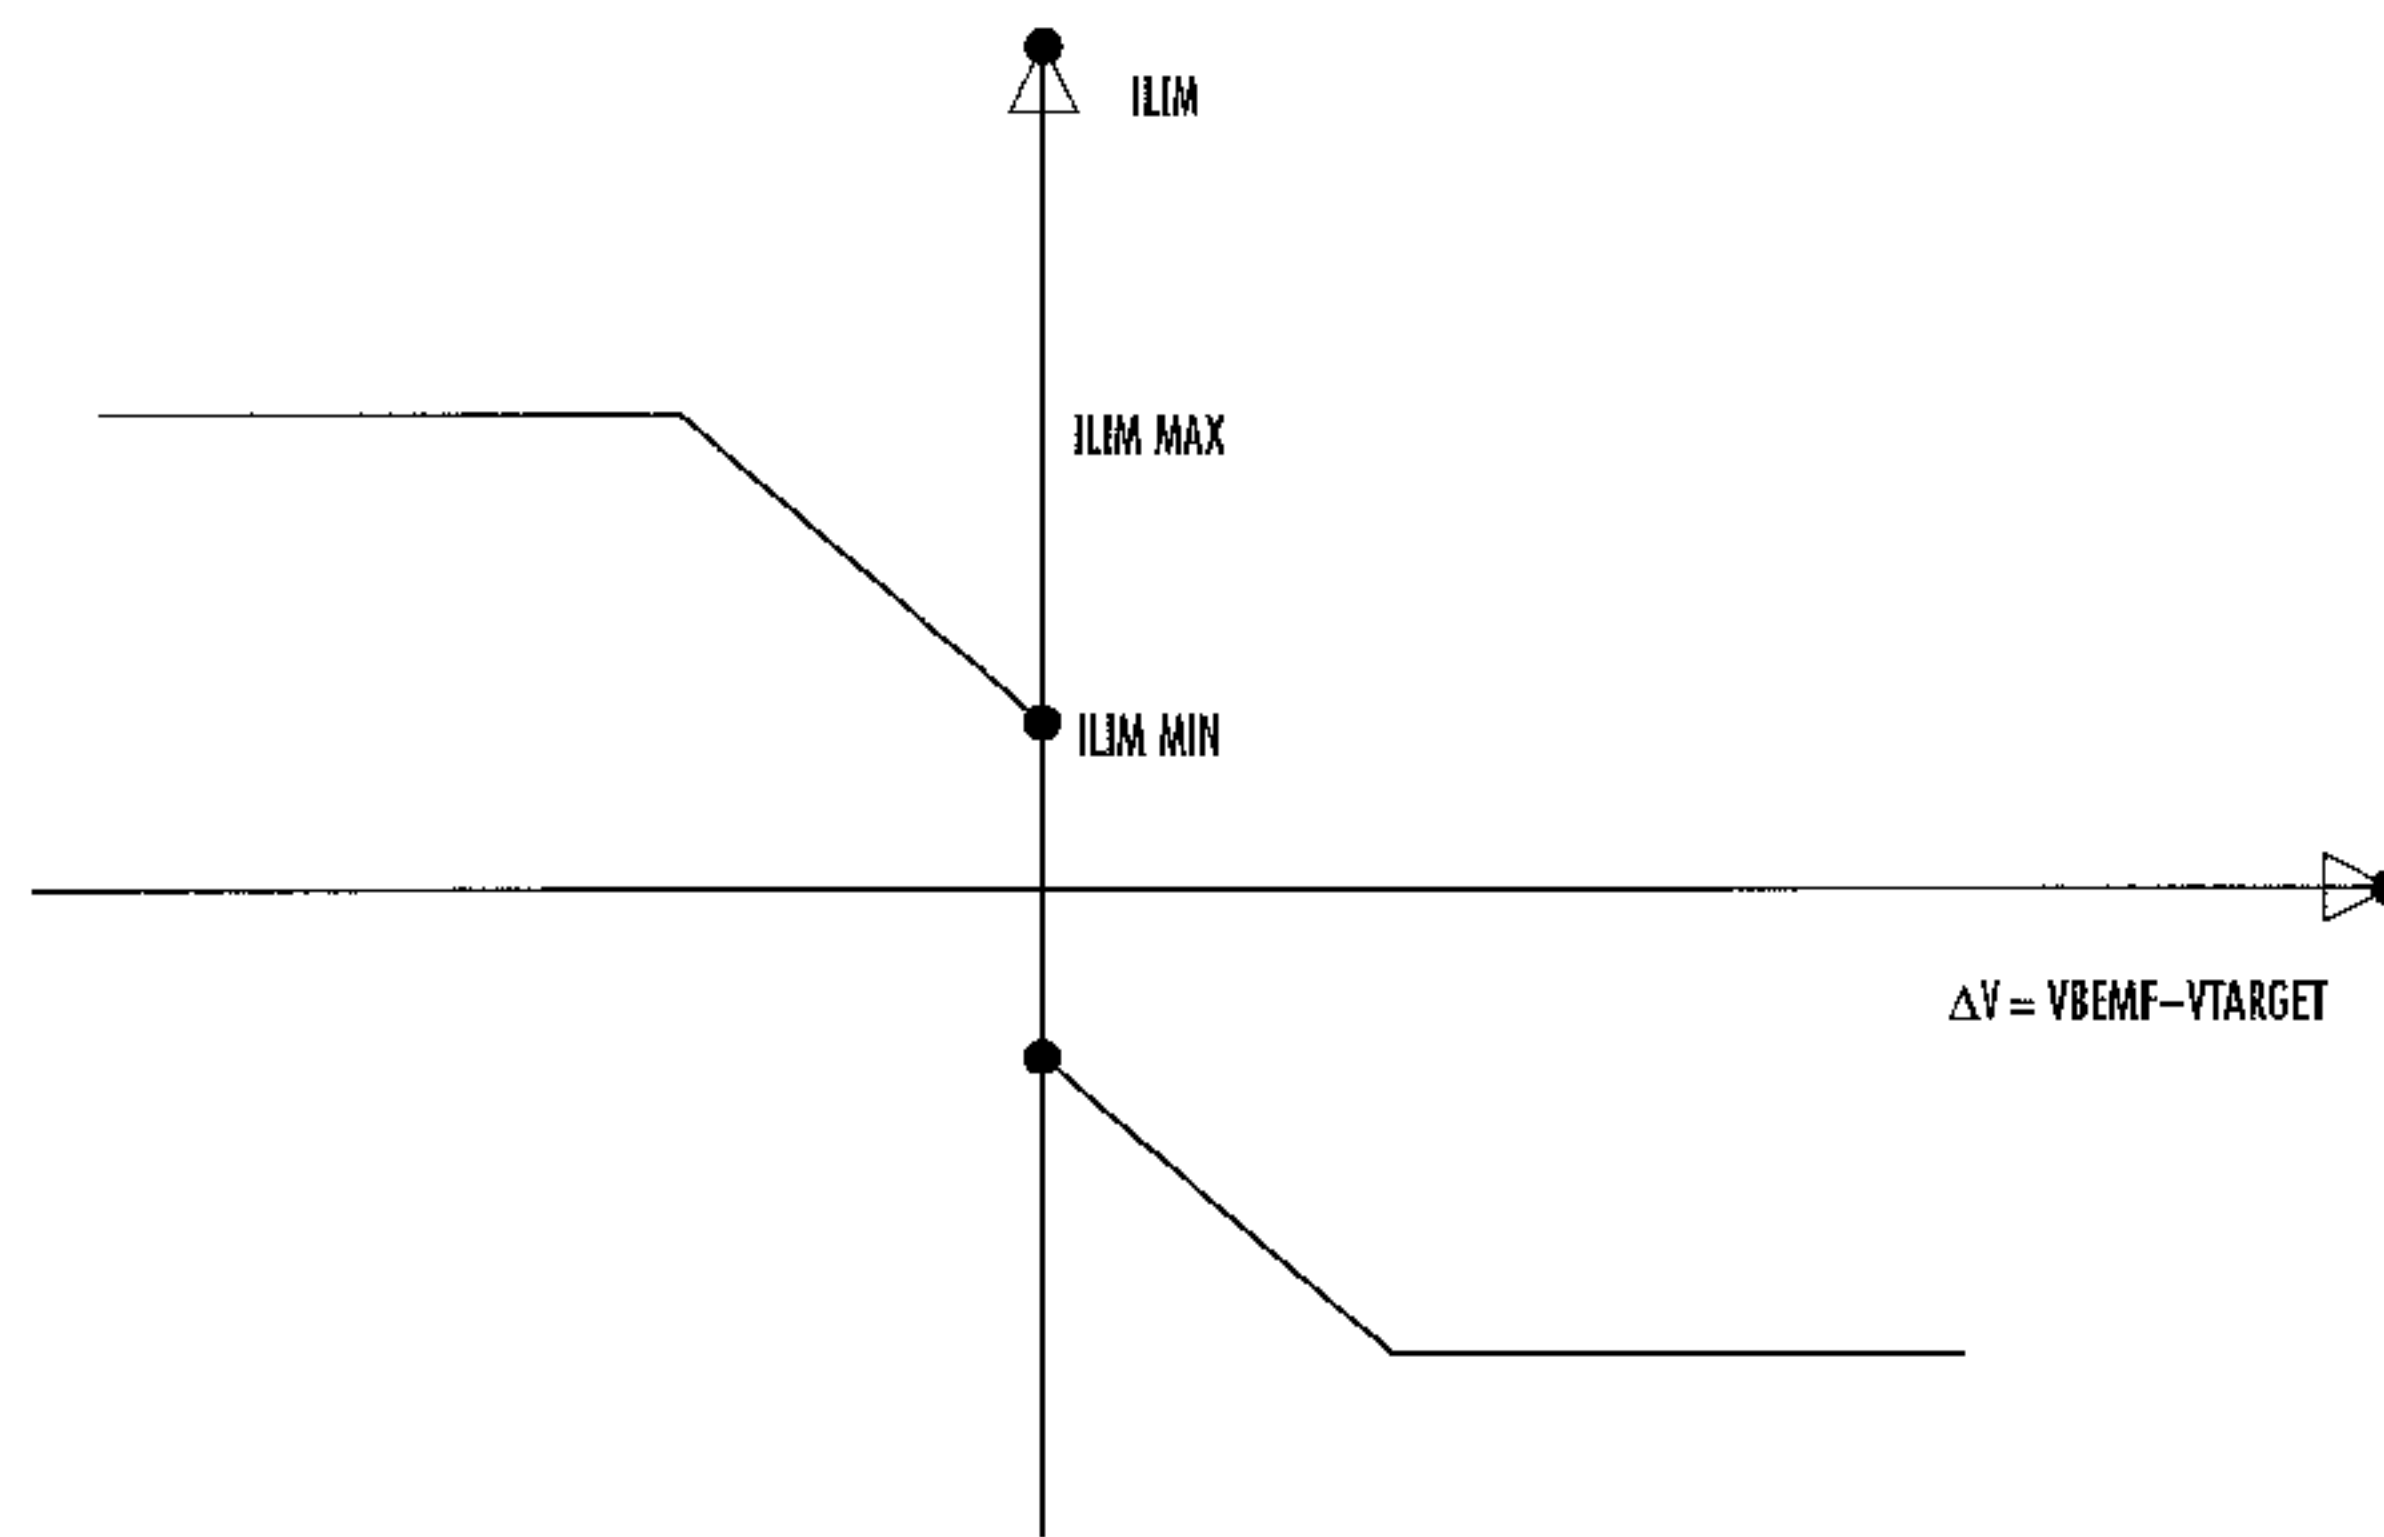 ILIM
ILIM MAX
ILIM MIN
ΔV = VBEMF–VTARGET